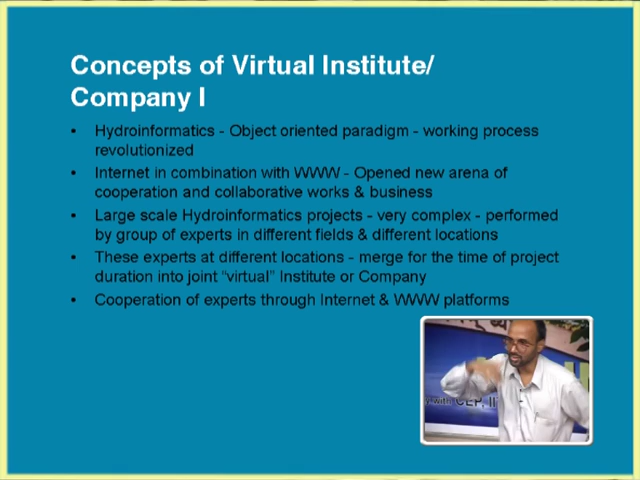 Concepts of Virtual Institute/
Company I
• Hydroinformatics - Object oriented paradigm - working process
revolutionized
• Internet in combination with WWW - Opened new arena of
cooperation and collaborative works & business
• Large scale Hydroinformatics projects - very complex - performed
by group of experts in different fields & different locations
• These experts at different locations - merge for the time of project
duration into joint “virtual” Institute or Company
• Cooperation of experts through Internet & WWW platforms
with CEP, II